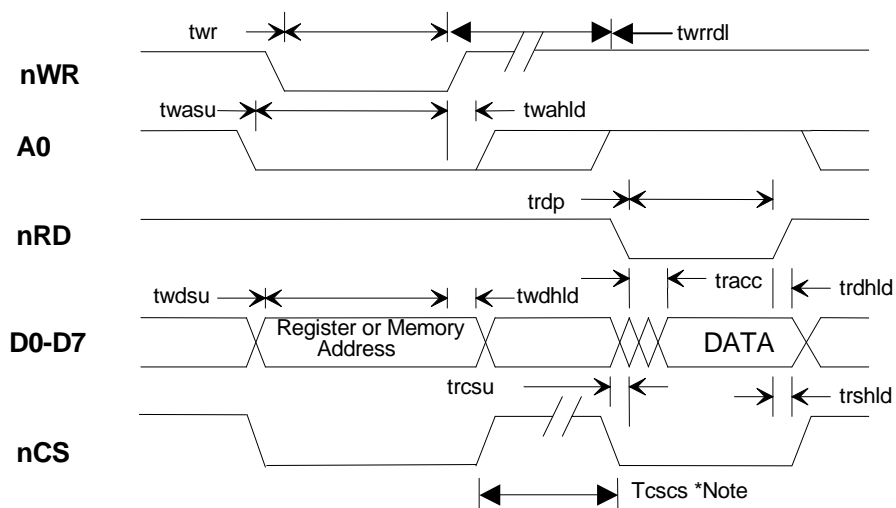 twr
twrrdl
nWR
twasu
twahld
A0
trdp
nRD
tracc
twdsu
twdhld
trdhld
D0-D7
Register or Memory
Address
DATA
trcsu
trshld
nCS
Tcscs *Note